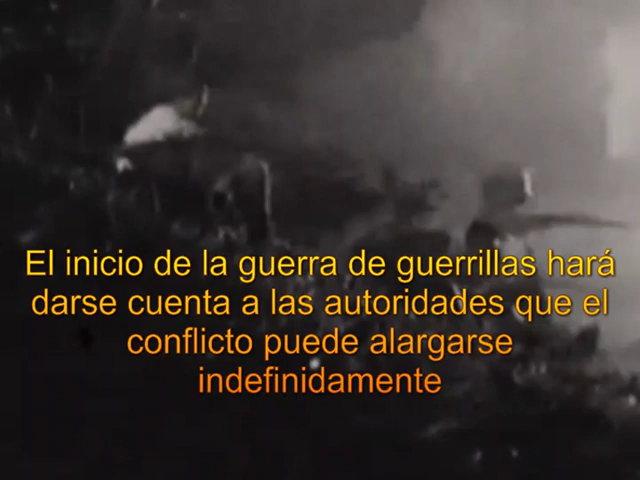 El inicio de la guerra de guerrillas hará
darse cuenta a las autoridades que el
conflicto puede alargarse
indefinidamente